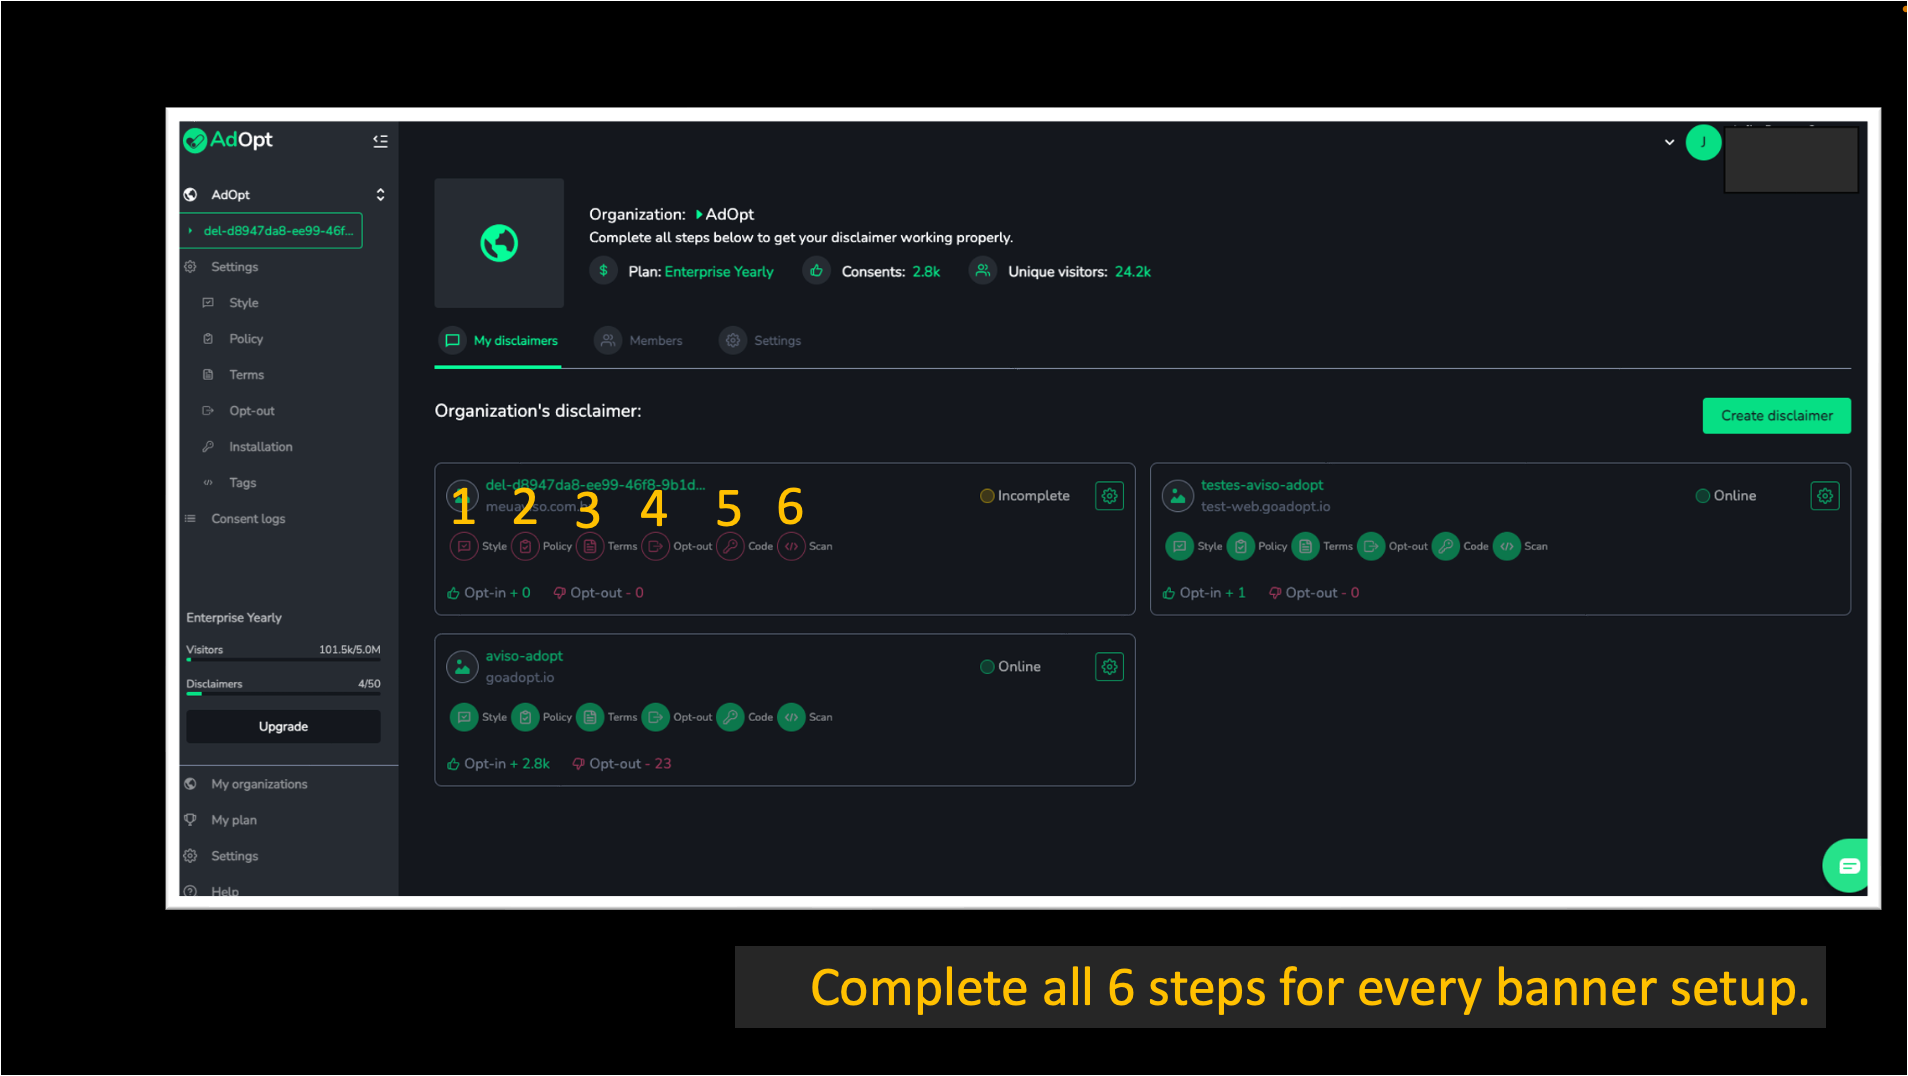 AdOpt
AdOpt
del-d8947da8-ee99-46f...
Settings
Style
Policy
Terms
Opt-out
Installation
Tags
Consent logs
Enterprise Yearly
Visitors 101.5k/5.0M
Disclaimers 4/50
Upgrade
My organizations
My plan
Settings
Help
J
Organization: AdOpt
Complete all steps below to get your disclaimer working properly.
$ Plan: Enterprise Yearly Consents: 2.8k Unique visitors: 24.2k
My disclaimers Members Settings
Organization's disclaimer:
Create disclaimer
del-d8947da8-ee99-46f8-9b1d...
Incomplete
1 2 3 4 5 6
Style Policy Terms Opt-out Code Scan
Opt-in + 0 Opt-out - 0
testes-aviso-adopt
test-web.goadopt.io
Online
Style Policy Terms Opt-out Code Scan
Opt-in + 1 Opt-out - 0
aviso-adopt
goadopt.io
Online
Style Policy Terms Opt-out Code Scan
Opt-in + 2.8k Opt-out - 23
Complete all 6 steps for every banner setup.